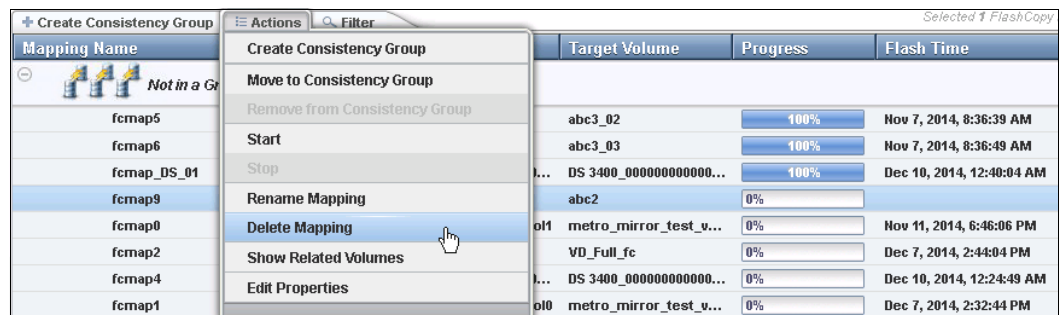 Create Consistency Group Actions Filter Selected 1 FlashCopy
Mapping Name Target Volume Progress Flash Time
Not in a Gr
fcmap5 abc3_02 100% Nov 7, 2014, 8:36:39 AM
fcmap6 abc3_03 100% Nov 7, 2014, 8:36:49 AM
fcmap_DS_01 0... DS 3400_000000000000... 100% Dec 10, 2014, 12:40:04 AM
fcmap9 abc2 0%
fcmap0 ol1 metro_mirror_test_v... 0% Nov 11, 2014, 6:46:06 PM
fcmap2 VD_Full_fc 0% Dec 7, 2014, 2:44:04 PM
fcmap4 )... DS 3400_000000000000... 0% Dec 10, 2014, 12:24:49 AM
fcmap1 ol0 metro_mirror_test_v... 0% Dec 7, 2014, 2:32:44 PM
Create Consistency Group
Move to Consistency Group
Remove from Consistency Group
Start
Stop
Rename Mapping
Delete Mapping
Show Related Volumes
Edit Properties